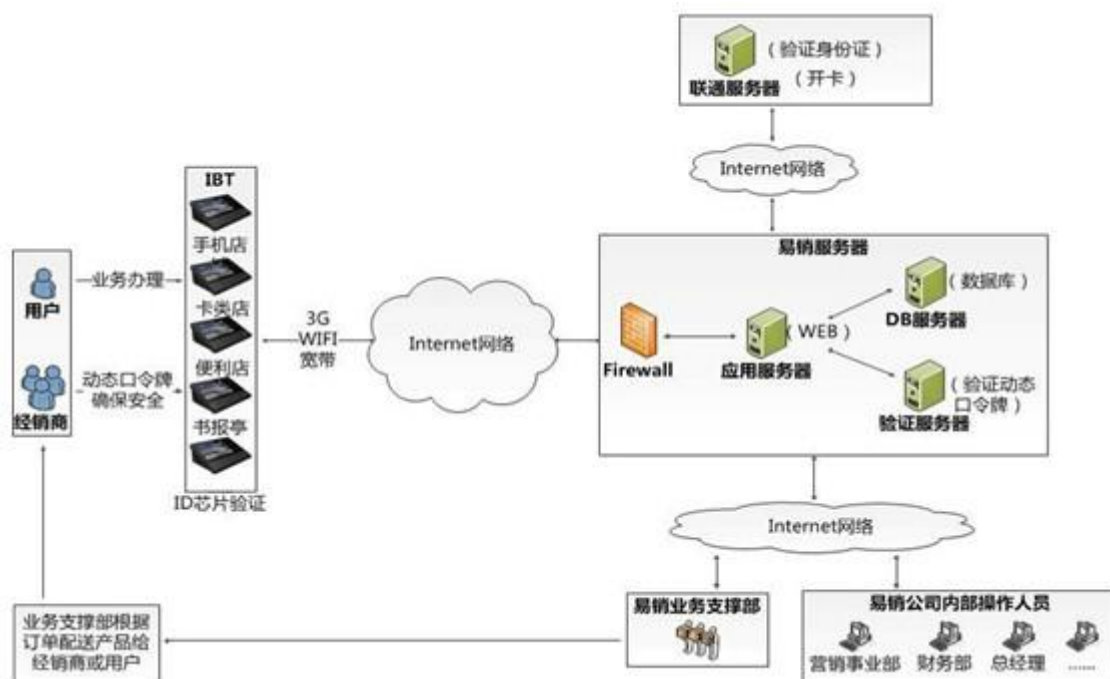 （验证身份证）
（开卡）
联通服务器
Internet网络
IBT
手机店
卡类店
便利店
书报亭
ID芯片验证
用户
业务办理
经销商
动态口令牌
确保安全
3G
WIFI
宽带
Internet网络
易销服务器
Firewall
（WEB）
应用服务器
（数据库）
DB服务器
（验证动态
口令牌）
验证服务器
Internet网络
易销业务支撑部
易销公司内部操作人员
营销事业部
财务部
总经理
……
业务支撑部根据
订单配送产品给
经销商或用户